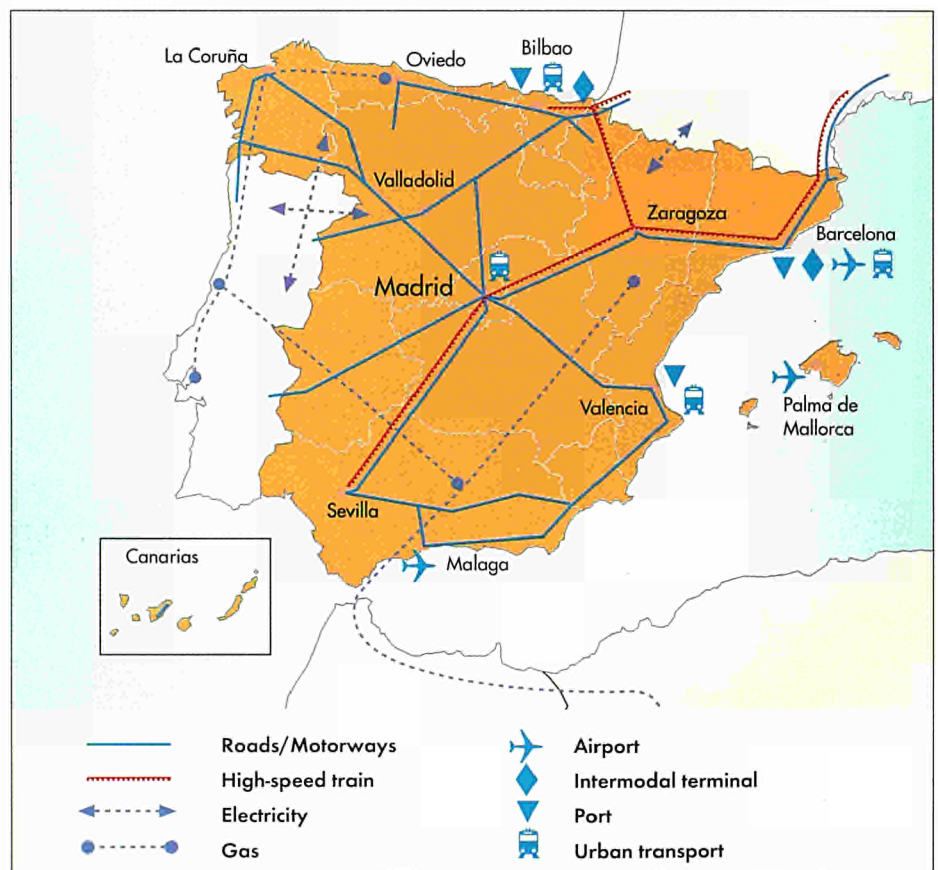 La Coruña
Oviedo
Bilbao
Valladolid
Zaragoza
Barcelona
Madrid
Valencia
Palma de
Mallorca
Sevilla
Malaga
Canarias
Roads/Motorways
High-speed train
Electricity
Gas
Airport
Intermodal terminal
Port
Urban transport